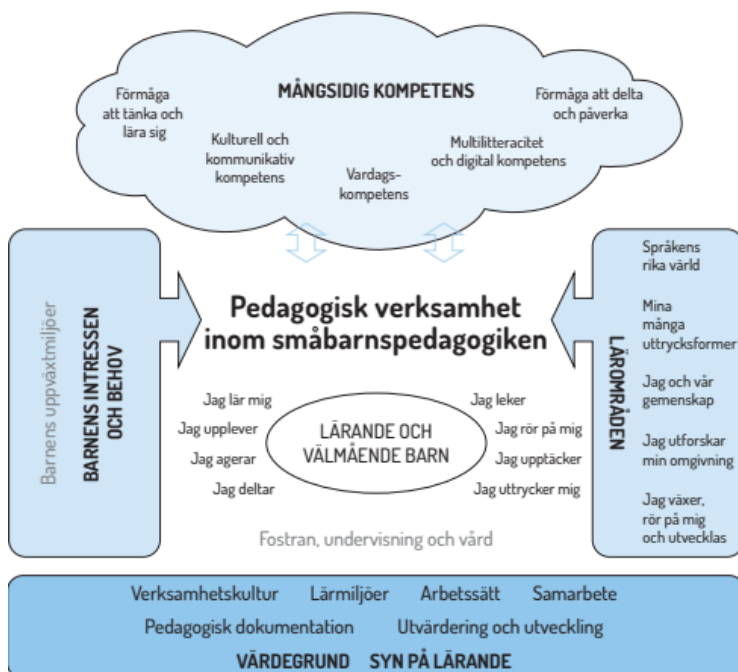 MÅNGSIDIG KOMPETENS
Förmåga
att tänka och
lära sig
Kulturell och
kommunikativ
kompetens
Vardags-
kompetens
Multilitteracitet
och digital kompetens
Förmåga att delta
och påverka
Barnens uppväxtmiljöer
BARNENS INTRESSEN
OCH BEHOV
Pedagogisk verksamhet
inom småbarnspedagogiken
Jag lär mig
Jag upplever
Jag agerar
Jag deltar
LÄRANDE OCH
VÄLMÅENDE BARN
Jag leker
Jag rör på mig
Jag upptäcker
Jag uttrycker mig
Fostran, undervisning och vård
LÄROMRÅDEN
Språkens
rika värld
Mina
många
uttrycksformer
Jag och vår
gemenskap
Jag utforskar
min omgivning
Jag växer,
rör på mig
och utvecklas
Verksamhetskultur Lärmiljöer Arbetssätt Samarbete
Pedagogisk dokumentation Utvärdering och utveckling
VÄRDEGRUND SYN PÅ LÄRANDE